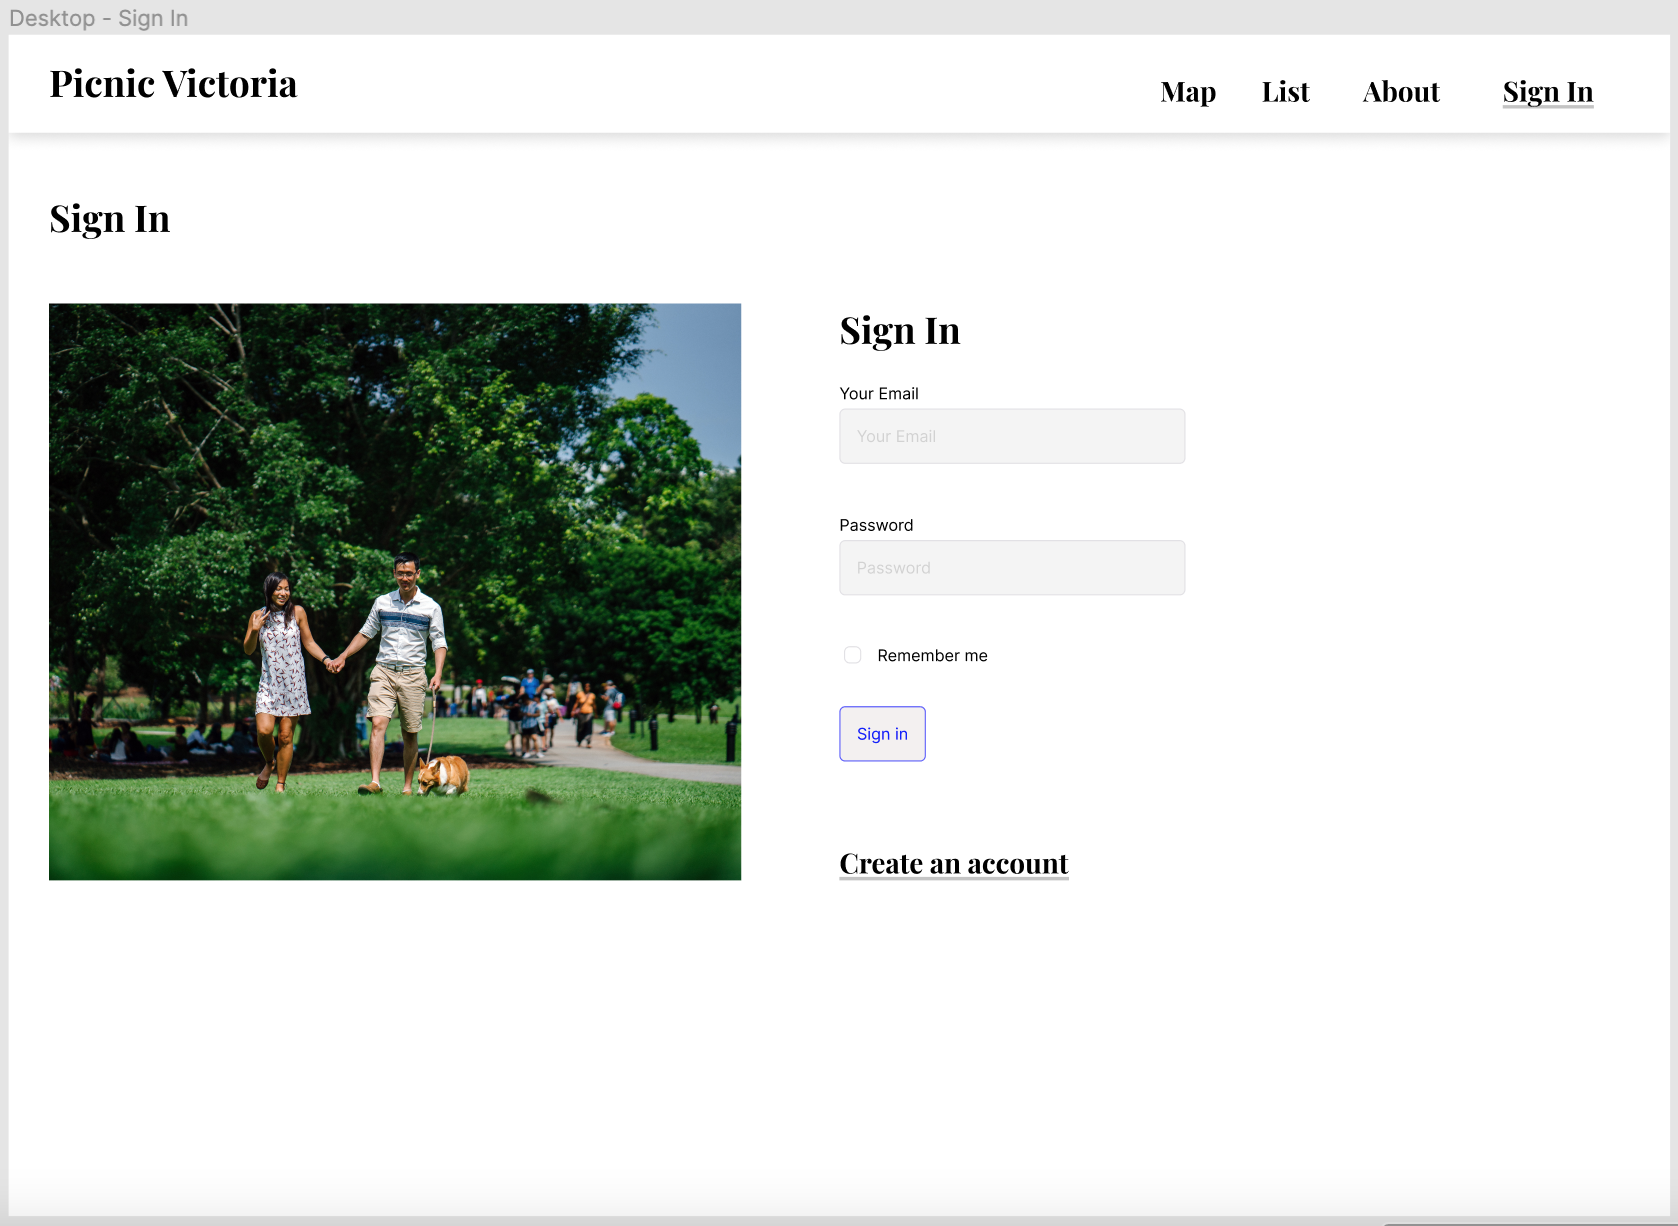 Desktop - Sign In
Picnic Victoria
Map List About Sign In
Sign In
Sign In
Your Email
Your Email
Password
Password
Remember me
Sign in
Create an account